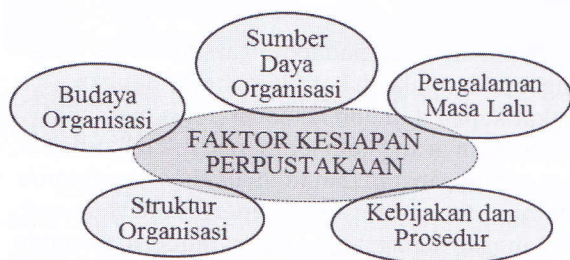 Sumber
Daya
Organisasi
Budaya
Organisasi
Pengalaman
Masa Lalu
FAKTOR KESIAPAN
PERPUSTAKAAN
Struktur
Organisasi
Kebijakan dan
Prosedur